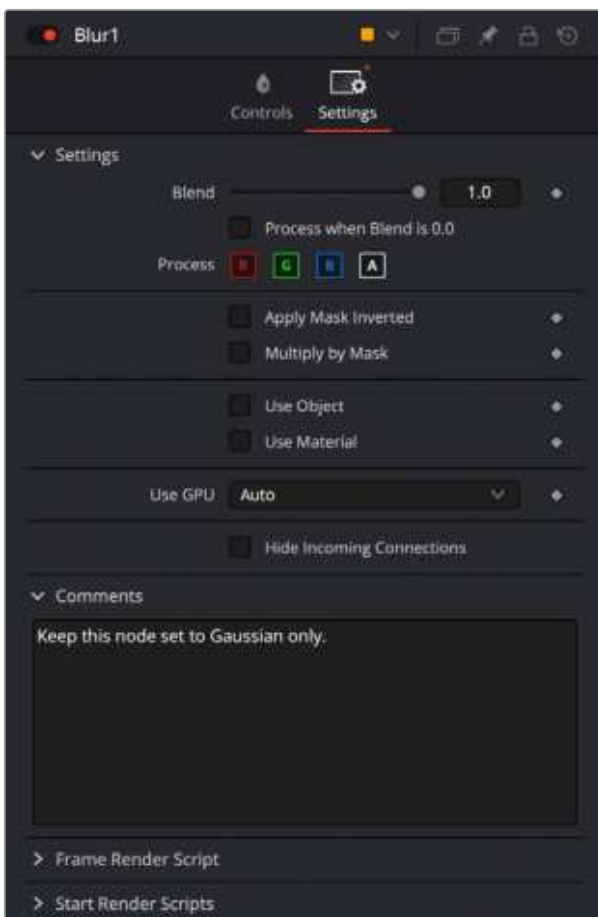 Blur1
Controls Settings
Settings
Blend 1.0
Process when Blend is 0.0
Process R G B A
Apply Mask Inverted
Multiply by Mask
Use Object
Use Material
Use GPU Auto
Hide Incoming Connections
Comments
Keep this node set to Gaussian only.
Frame Render Script
Start Render Scripts